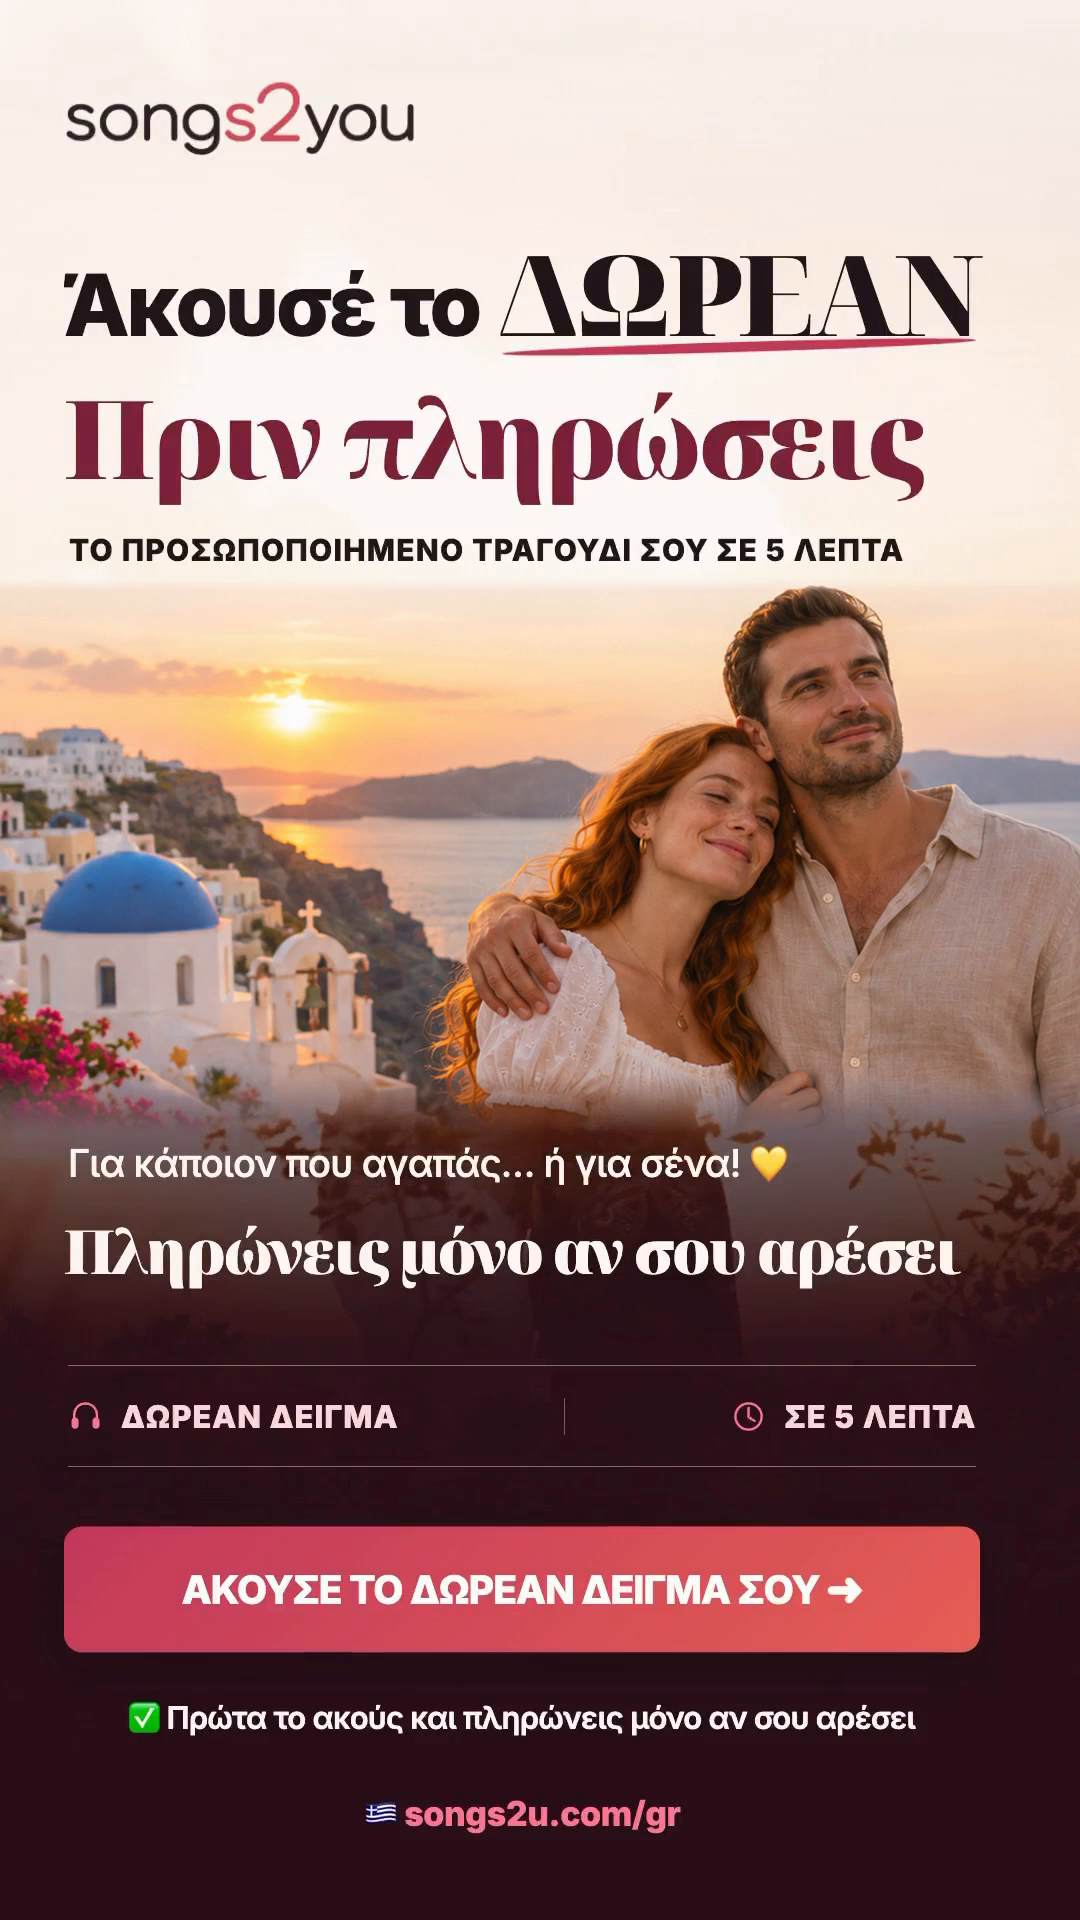 songs2you
Άκουσέ το ΔΩΡΕΑΝ
Πριν πληρώσεις
ΤΟ ΠΡΟΣΩΠΟΠΟΙΗΜΕΝΟ ΤΡΑΓΟΥΔΙ ΣΟΥ ΣΕ 5 ΛΕΠΤΑ
Για κάποιον που αγαπάς... ή για σένα! 💛
Πληρώνεις μόνο αν σου αρέσει
ΔΩΡΕΑΝ ΔΕΙΓΜΑ
ΣΕ 5 ΛΕΠΤΑ
ΑΚΟΥΣΕ ΤΟ ΔΩΡΕΑΝ ΔΕΙΓΜΑ ΣΟΥ ➜
✅ Πρώτα το ακούς και πληρώνεις μόνο αν σου αρέσει
🇬🇷 songs2u.com/gr